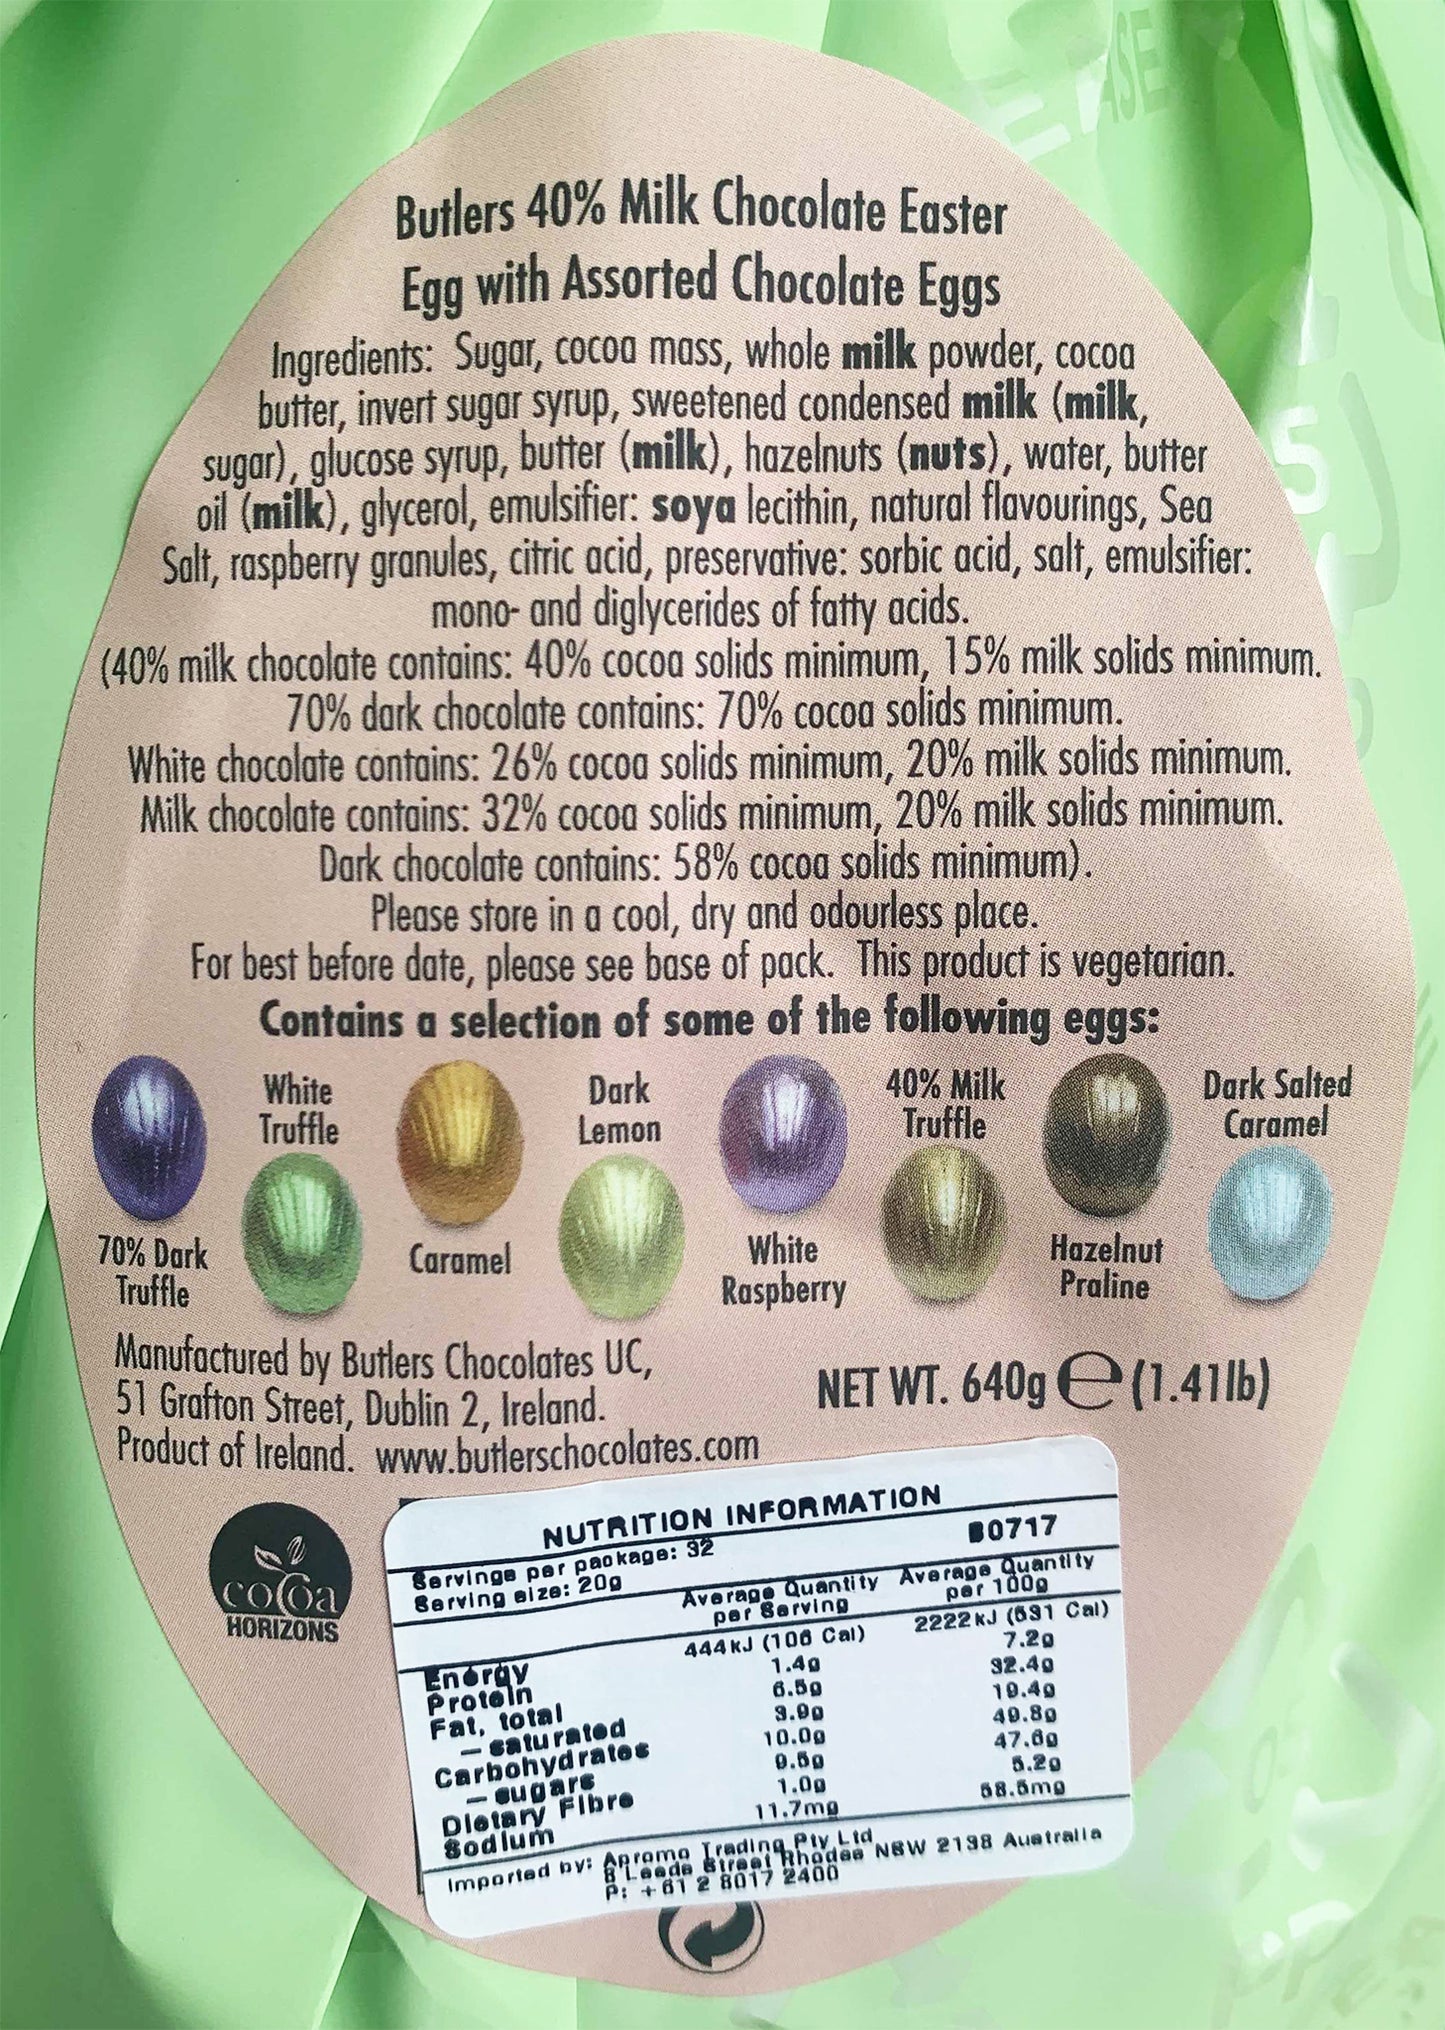 Butlers 40% Milk Chocolate Easter
Egg with Assorted Chocolate Eggs
Ingredients: Sugar, cocoa mass, whole milk powder, cocoa
butter, invert sugar syrup, sweetened condensed milk (milk,
sugar), glucose syrup, butter (milk), hazelnuts (nuts), water, butter
oil (milk), glycerol, emulsifier: soya lecithin, natural flavourings, Sea
Salt, raspberry granules, citric acid, preservative: sorbic acid, salt, emulsifier:
mono- and diglycerides of fatty acids.
(40% milk chocolate contains: 40% cocoa solids minimum, 15% milk solids minimum.
70% dark chocolate contains: 70% cocoa solids minimum.
White chocolate contains: 26% cocoa solids minimum, 20% milk solids minimum.
Milk chocolate contains: 32% cocoa solids minimum, 20% milk solids minimum.
Dark chocolate contains: 58% cocoa solids minimum).
Please store in a cool, dry and odourless place.
For best before date, please see base of pack. This product is vegetarian.
Contains a selection of some of the following eggs:
White
Truffle
Dark
Lemon
40% Milk
Truffle
Dark Salted
Caramel
70% Dark
Truffle
Caramel
White
Raspberry
Hazelnut
Praline
Manufactured by Butlers Chocolates UC,
51 Grafton Street, Dublin 2, Ireland.
Product of Ireland. www.butlerschocolates.com
NET WT. 640g ℮ (1.41lb)
cocoa
HORIZONS
NUTRITION INFORMATION
Servings per package: 32
Serving size: 20g
Average Quantity per Serving
Average Quantity per 100g
Energy 444kJ (106 Cal) 2222kJ (531 Cal)
Protein 1.4g 7.2g
Fat, total 6.5g 32.4g
– saturated 3.9g 19.4g
Carbohydrates 10.0g 49.8g
– sugars 9.5g 47.6g
Dietary Fibre 1.0g 5.2g
Sodium 11.7mg
Imported by: Apromo Trading Pty Ltd
8 Leeds Street Rhodes NSW 2138 Australia
P: +61 2 8017 2400